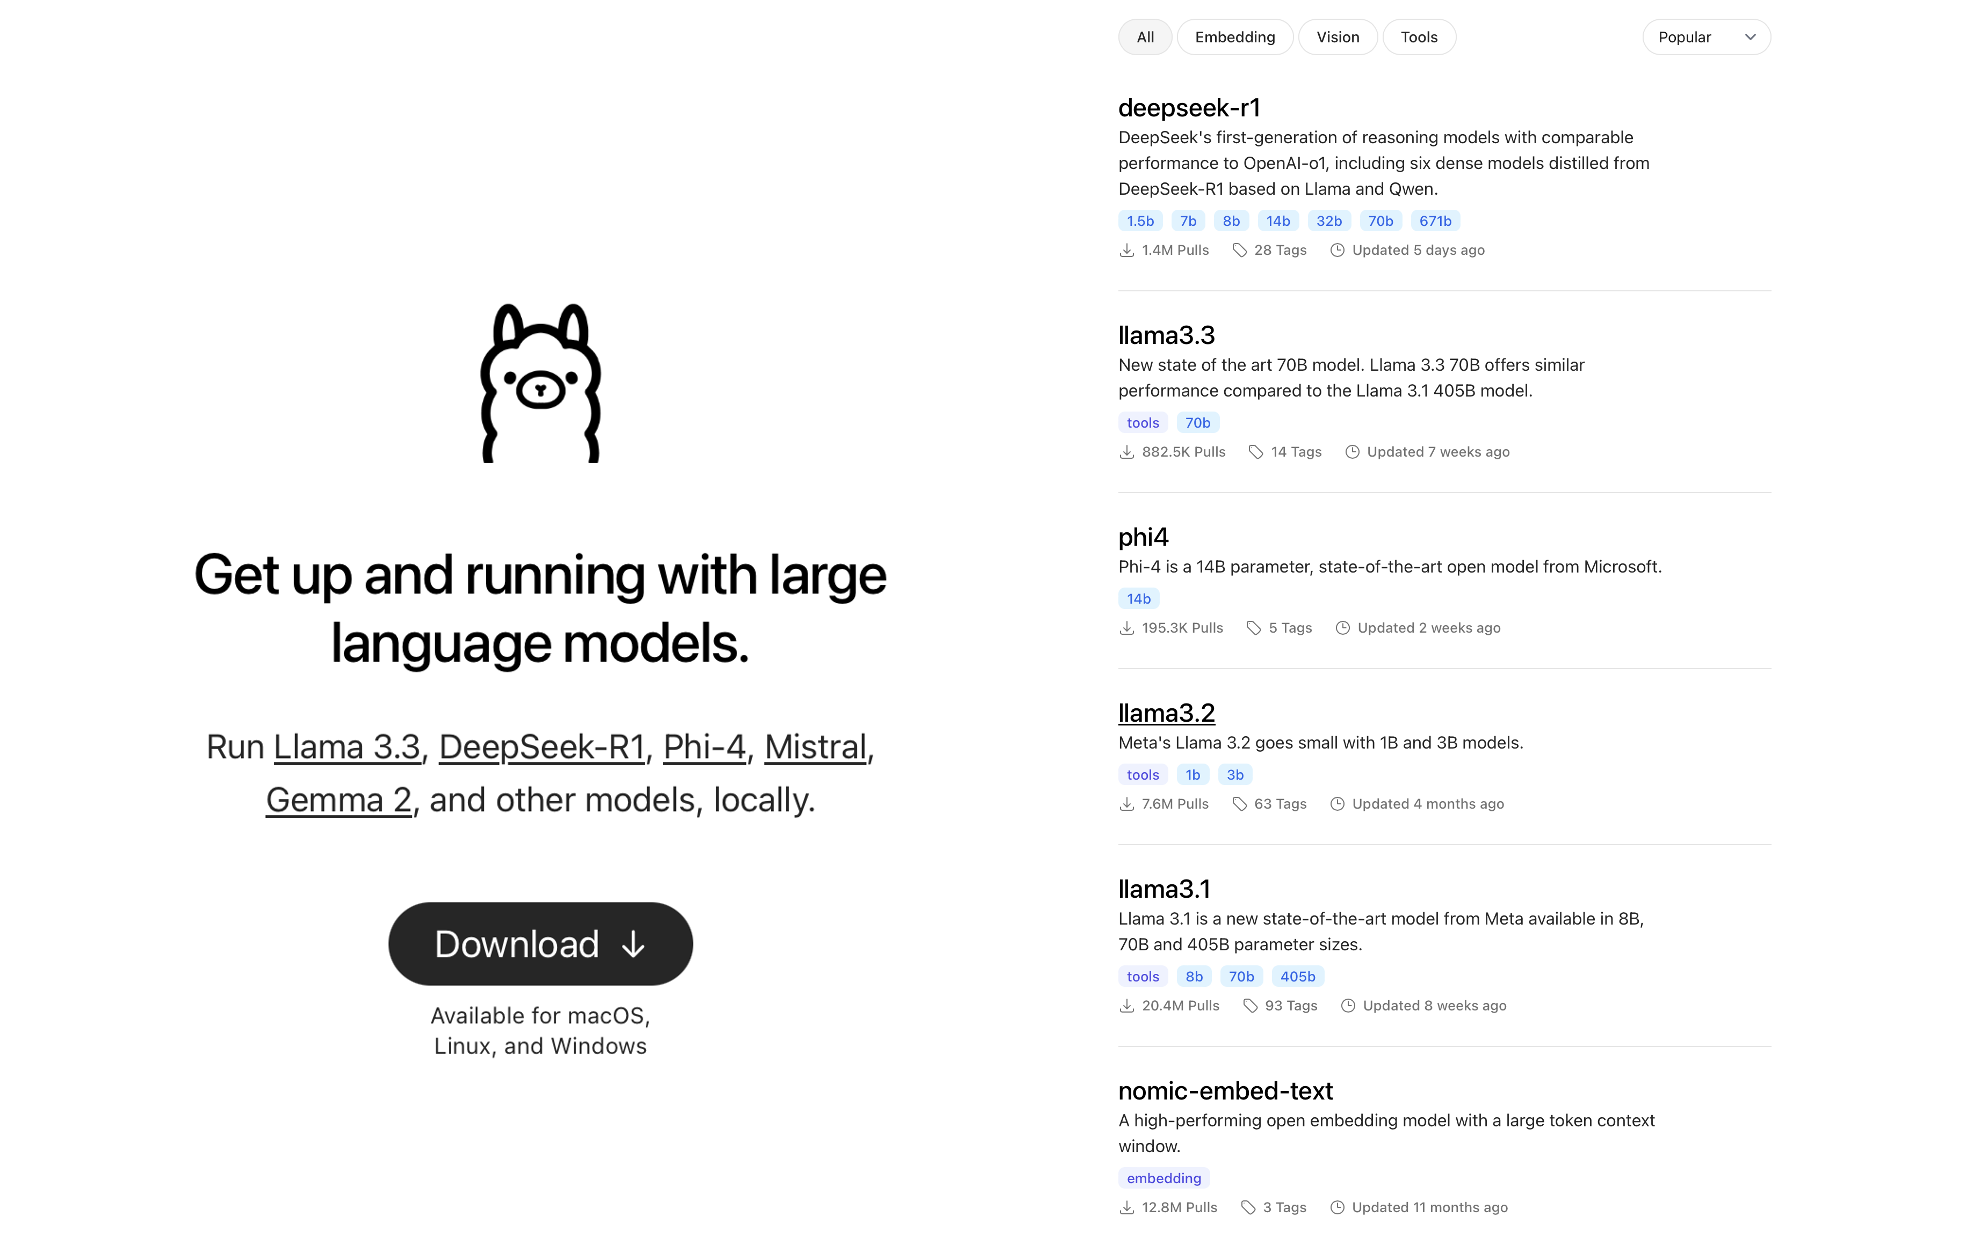 Get up and running with large
language models.
Run Llama 3.3, DeepSeek-R1, Phi-4, Mistral,
Gemma 2, and other models, locally.
Download
Available for macOS,
Linux, and Windows
All Embedding Vision Tools Popular
deepseek-r1
DeepSeek's first-generation of reasoning models with comparable
performance to OpenAI-o1, including six dense models distilled from
DeepSeek-R1 based on Llama and Qwen.
1.5b 7b 8b 14b 32b 70b 671b
1.4M Pulls 28 Tags Updated 5 days ago
llama3.3
New state of the art 70B model. Llama 3.3 70B offers similar
performance compared to the Llama 3.1 405B model.
tools 70b
882.5K Pulls 14 Tags Updated 7 weeks ago
phi4
Phi-4 is a 14B parameter, state-of-the-art open model from Microsoft.
14b
195.3K Pulls 5 Tags Updated 2 weeks ago
llama3.2
Meta's Llama 3.2 goes small with 1B and 3B models.
tools 1b 3b
7.6M Pulls 63 Tags Updated 4 months ago
llama3.1
Llama 3.1 is a new state-of-the-art model from Meta available in 8B,
70B and 405B parameter sizes.
tools 8b 70b 405b
20.4M Pulls 93 Tags Updated 8 weeks ago
nomic-embed-text
A high-performing open embedding model with a large token context
window.
embedding
12.8M Pulls 3 Tags Updated 11 months ago